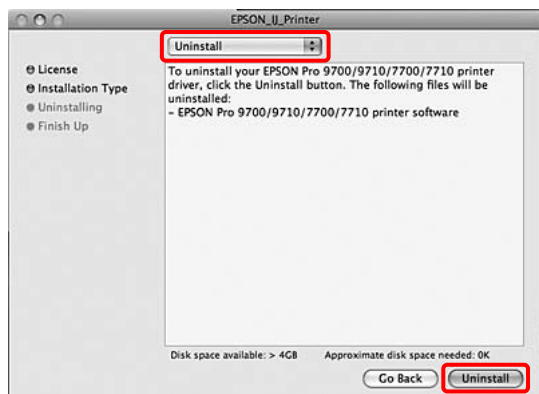 EPSON_IJ_Printer
Uninstall
License
Installation Type
Uninstalling
Finish Up
To uninstall your EPSON Pro 9700/9710/7700/7710 printer
driver, click the Uninstall button. The following files will be
uninstalled:
- EPSON Pro 9700/9710/7700/7710 printer software
Disk space available: > 4GB Approximate disk space needed: 0K
Go Back Uninstall